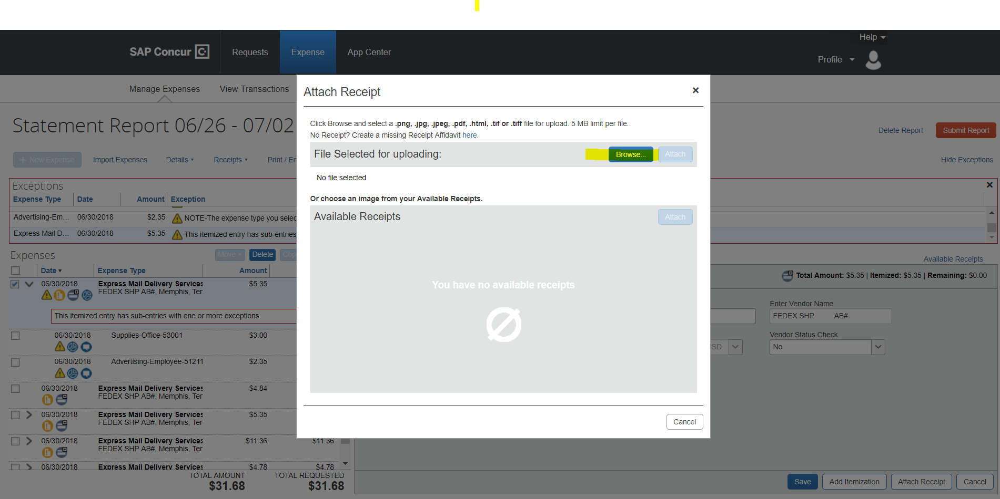 Help
SAP Concur C.
Requests
Expense
App Center
Profile
Manage Expenses
View Transactions
Statement Report 06/26 - 07/02
Delete Report
Submit Report
+ New Expense
Import Expenses
Details
Receipts
Print /
Hide Exceptions
Exceptions
Expense Type Date Amount Exception
Advertising-Em... 06/30/2018 $2.35 NOTE-The expense type you
Express Mail D... 06/30/2018 $5.35 This itemized entry has sub-entries
Expenses
Move
Delete
Date Expense Type Amount
06/30/2018 Express Mail Delivery Services $5.35
FEDEX SHP AB#, Memphis,
This itemized entry has sub-entries with one or more exceptions.
06/30/2018 Supplies-Office-53001 $3.00
06/30/2018 Advertising-Employee-51211 $2.35
06/30/2018 Express Mail Delivery Services $4.84
FEDEX SHP AB#, Memphis,
06/30/2018 Express Mail Delivery Services $5.35
FEDEX SHP AB#, Memphis,
06/30/2018 Express Mail Delivery Services $11.36 $11.36
FEDEX SHP AB#, Memphis,
06/30/2018 Express Mail Delivery Services $4.78 $4.78
TOTAL AMOUNT TOTAL REQUESTED
$31.68 $31.68
Attach Receipt
×
Click Browse and select a .png, .jpg, .jpeg, .pdf, .html, .tif or .tiff file for upload. 5 MB limit per file.
No Receipt? Create a missing Receipt Affidavit here.
File Selected for uploading:
Browse...
Attach
No file selected
Or choose an image from your Available Receipts.
Available Receipts
Attach
You have no available receipts
Cancel
Available Receipts
Total Amount: $5.35 | Itemized: $5.35 | Remaining: $0.00
Enter Vendor Name
FEDEX SHP AB#
Vendor Status Check
No
Save
Add Itemization
Attach Receipt
Cancel